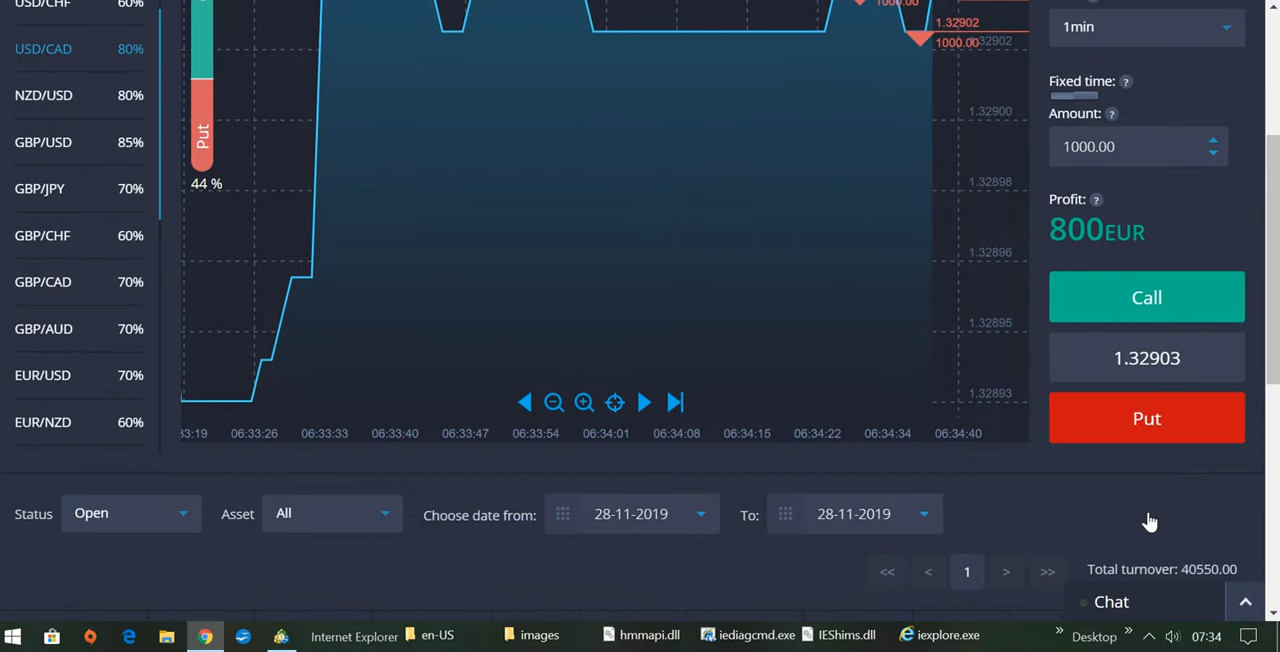 USD/CHF 60%
USD/CAD 80%
NZD/USD 80%
GBP/USD 85%
GBP/JPY 70%
GBP/CHF 60%
GBP/CAD 70%
GBP/AUD 70%
EUR/USD 70%
EUR/NZD 60%
Put
44 %
1000.00
1.32902
1000.00
1.32902
1.32900
1.32898
1.32896
1.32895
1.32893
33:19 06:33:26 06:33:33 06:33:40 06:33:47 06:33:54 06:34:01 06:34:08 06:34:15 06:34:22 06:34:34 06:34:40
1min
Fixed time: ?
Amount: ?
1000.00
Profit: ?
800EUR
Call
1.32903
Put
Status Open Asset All Choose date from: 28-11-2019 To: 28-11-2019
<< < 1 > >> Total turnover: 40550.00
Chat
Internet Explorer en-US images hmmapi.dll iediagcmd.exe IEShims.dll iexplore.exe » Desktop » 07:34